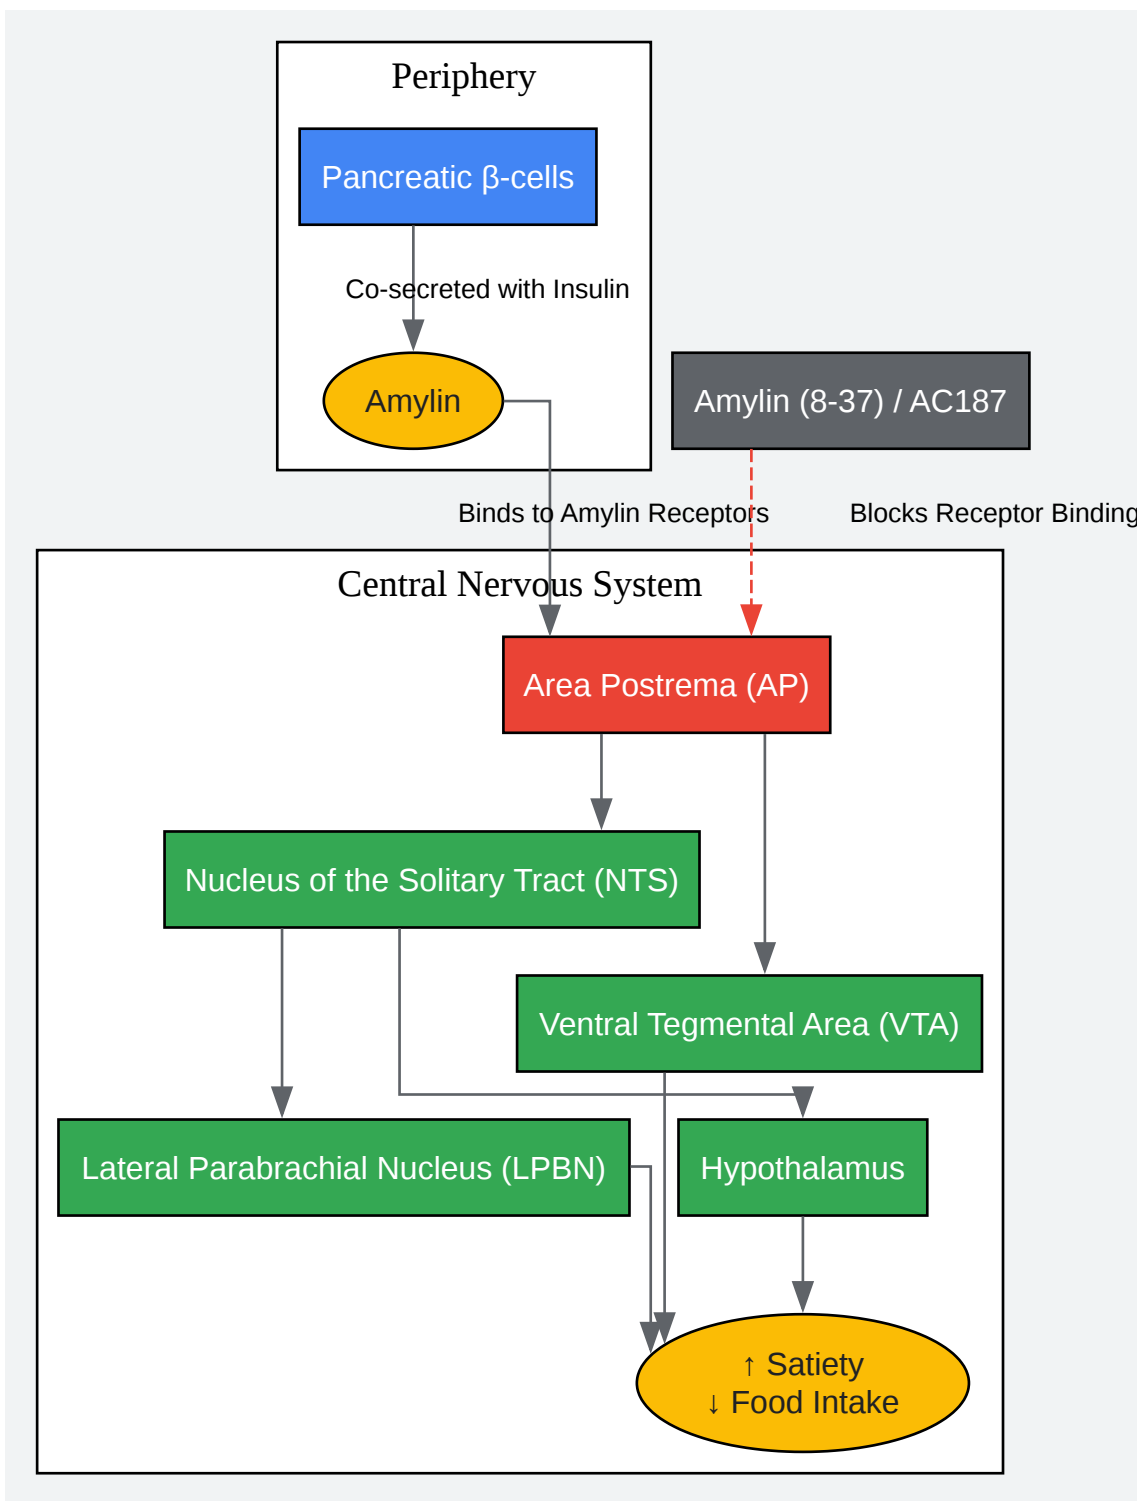 Periphery
Pancreatic β-cells
Co-secreted with Insulin
Amylin
Amylin (8-37) / AC187
Binds to Amylin Receptors
Blocks Receptor Binding
Central Nervous System
Area Postrema (AP)
Nucleus of the Solitary Tract (NTS)
Ventral Tegmental Area (VTA)
Lateral Parabrachial Nucleus (LPBN)
Hypothalamus
↑ Satiety
↓ Food Intake